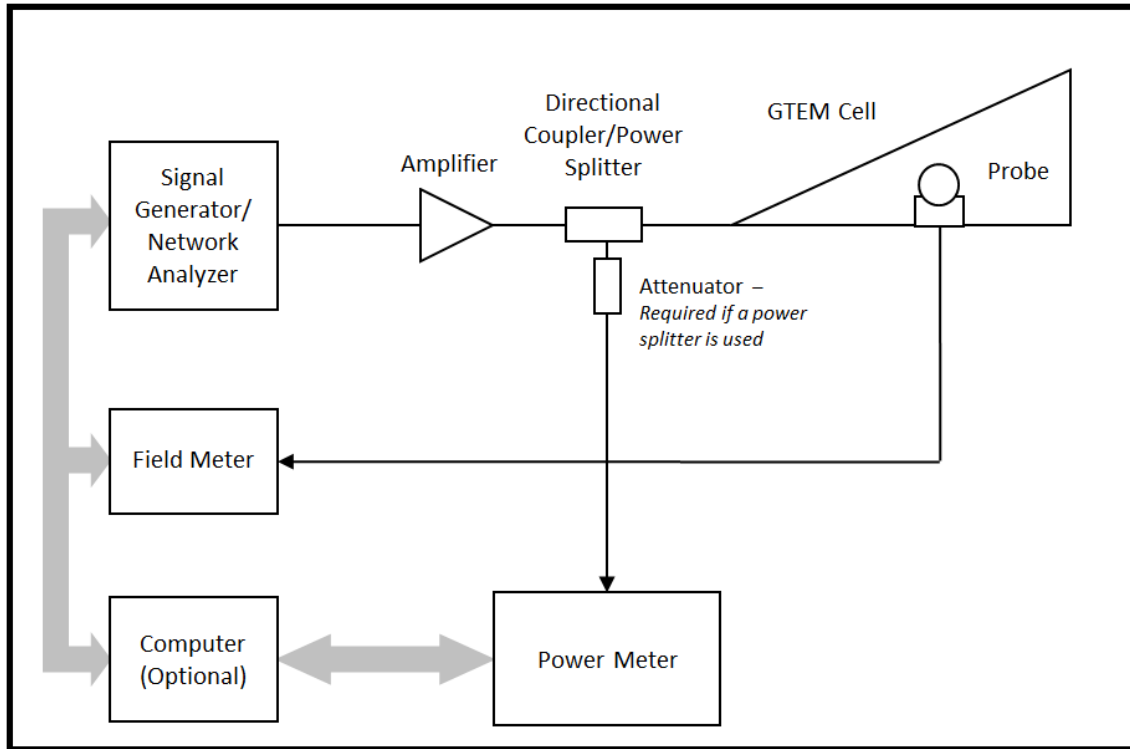 Signal
Generator/
Network
Analyzer
Amplifier
Directional
Coupler/Power
Splitter
GTEM Cell
Probe
Attenuator –
Required if a power
splitter is used
Field Meter
Computer
(Optional)
Power Meter